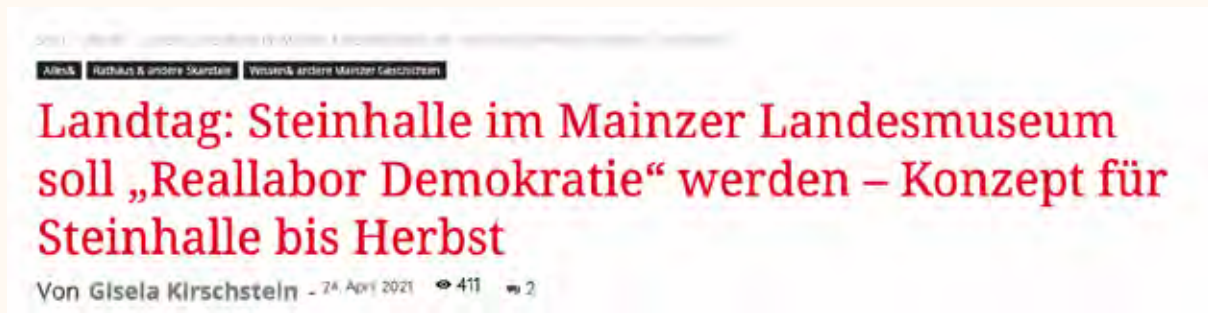 Alles& Rathaus & andere Skandale Wissen& andere Mainzer Geschichten
Landtag: Steinhalle im Mainzer Landesmuseum
soll „Reallabor Demokratie“ werden – Konzept für
Steinhalle bis Herbst
Von Gisela Kirschstein - 24. April 2021 411 2